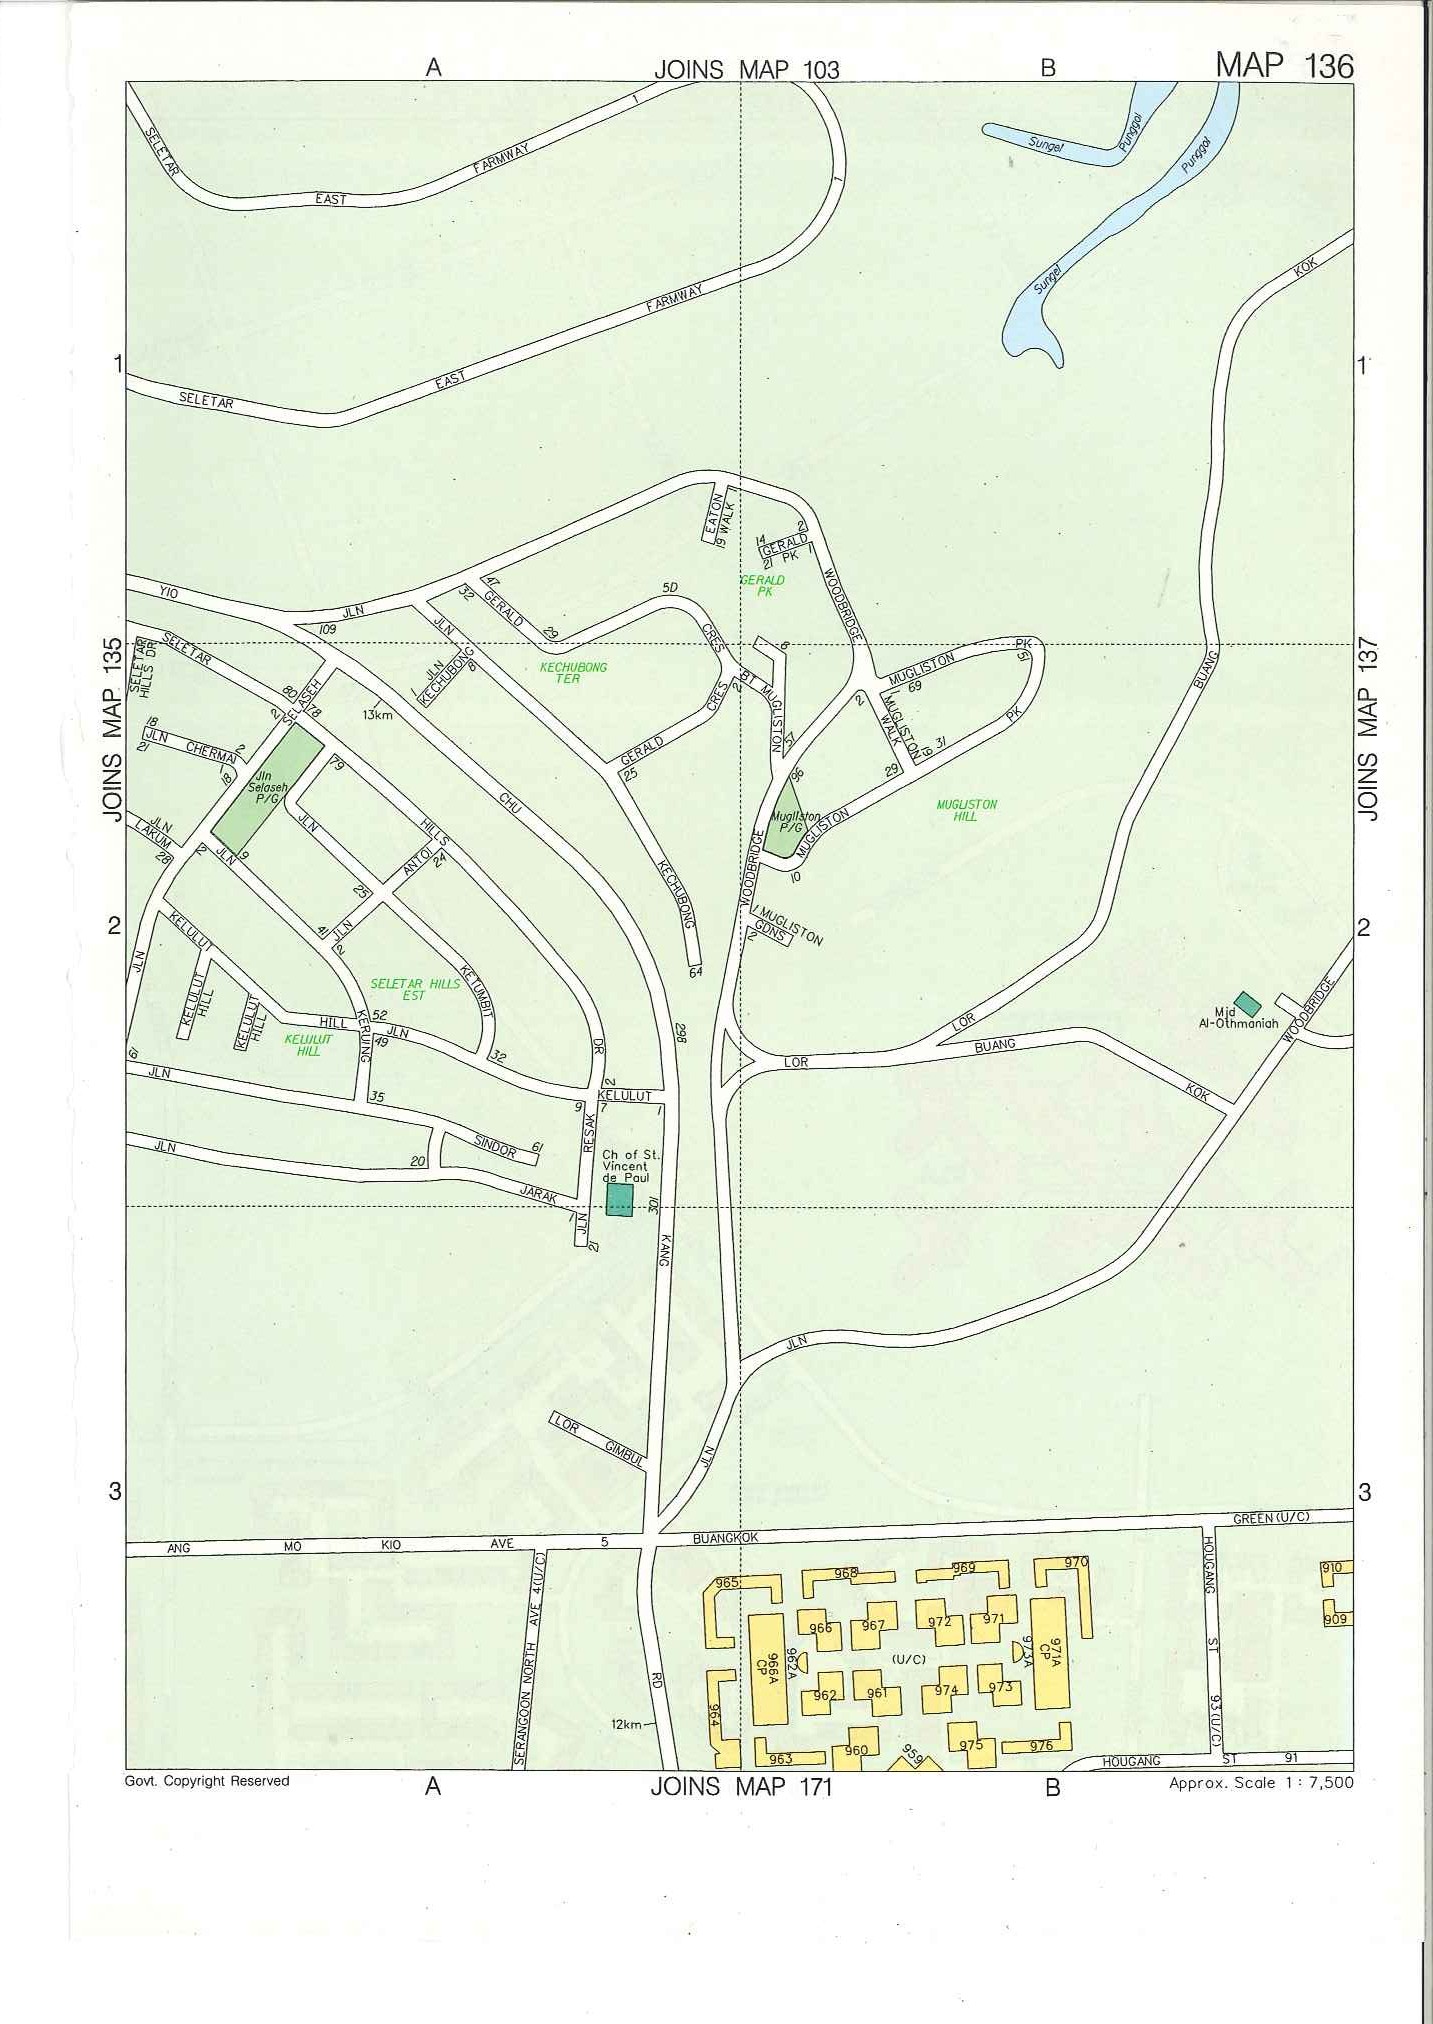 A
JOINS MAP 103
B
MAP 136
SELETAR
EAST
FARMWAY
1
1
Sungei
Punggol
Punggol
Sungei
KOK
FARMWAY
EAST
SELETAR
1
1
EATON
WALK
19
2
14
GERALD
PK
1
21
GERALD
PK
YIO
JLN
109
32
47
GERALD
29
5D
CRES
WOODBRIDGE
135
JOINS MAP
137
JOINS MAP
SELETAR
HILLS DR
SELETAR
JLN
JLN
KECHUBONG
1
8
KECHUBONG
TER
6
BT MUGLISTON
2
57
MUGLISTON
PK
51
69
PK
31
29
1
MUGLISTON
WALK
19
2
BUANG
80
SELASEH
78
2
13km
18
JLN CHERMAI
21
2
1
18
Jln
Selaseh
P/G
79
CHU
GERALD
CRES
25
96
Mugliston
P/G
MUGLISTON
10
MUGLISTON
HILL
JLN
LAKUM
28
2
JLN
9
JLN
HILLS
ANTOI
24
25
JLN
41
2
KECHUBONG
64
WOODBRIDGE
1 MUGLISTON
GDNS
2
2
2
KELULUT
JLN
KELULUT
HILL
KELULUT
HILL
SELETAR HILLS
EST
KETUMBIT
HILL
52
KERUING
JLN
49
KELULUT
HILL
32
298
DR
LOR
LOR
BUANG
KOK
Mjd
Al-Othmaniah
WOODBRIDGE
19
JLN
35
2
KELULUT
9
7
1
JLN
SINDOR
61
20
JARAK
RESAK
Ch of St.
Vincent
de Paul
301
1
JLN
21
KANG
JLN
LOR GIMBUL
JLN
3
3
ANG MO KIO AVE 5
BUANGKOK
GREEN (U/C)
SERANGOON NORTH AVE 4(U/C)
HOUGANG ST 93(U/C)
965
968
969
970
910
909
966
967
972
971
966A
CP
962A
(U/C)
973A
971A
CP
964
962
961
974
973
RD
12km
963
960
959
975
976
HOUGANG ST 91
Govt. Copyright Reserved
A
JOINS MAP 171
B
Approx. Scale 1 : 7,500